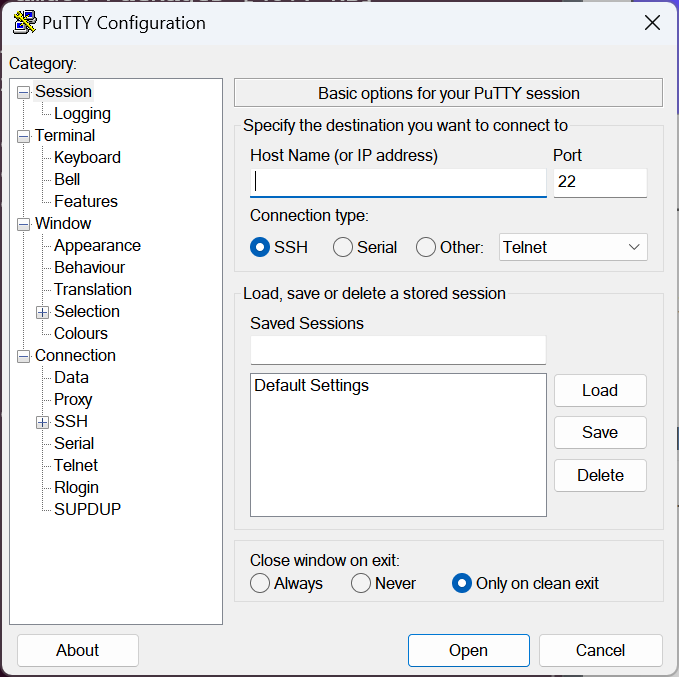 PuTTY Configuration
Category:
Session
Logging
Terminal
Keyboard
Bell
Features
Window
Appearance
Behaviour
Translation
Selection
Colours
Connection
Data
Proxy
SSH
Serial
Telnet
Rlogin
SUPDUP
Basic options for your PuTTY session
Specify the destination you want to connect to
Host Name (or IP address) Port
22
Connection type:
SSH Serial Other: Telnet
Load, save or delete a stored session
Saved Sessions
Default Settings
Load
Save
Delete
Close window on exit:
Always Never Only on clean exit
About Open Cancel